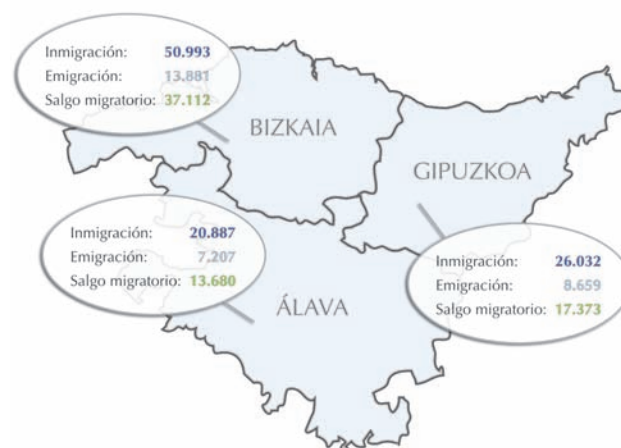 Inmigración: 50.993
Emigración: 13.881
Salgo migratorio: 37.112
BIZKAIA
GIPUZKOA
Inmigración: 20.887
Emigración: 7.207
Salgo migratorio: 13.680
Inmigración: 26.032
Emigración: 8.659
Salgo migratorio: 17.373
ÁLAVA